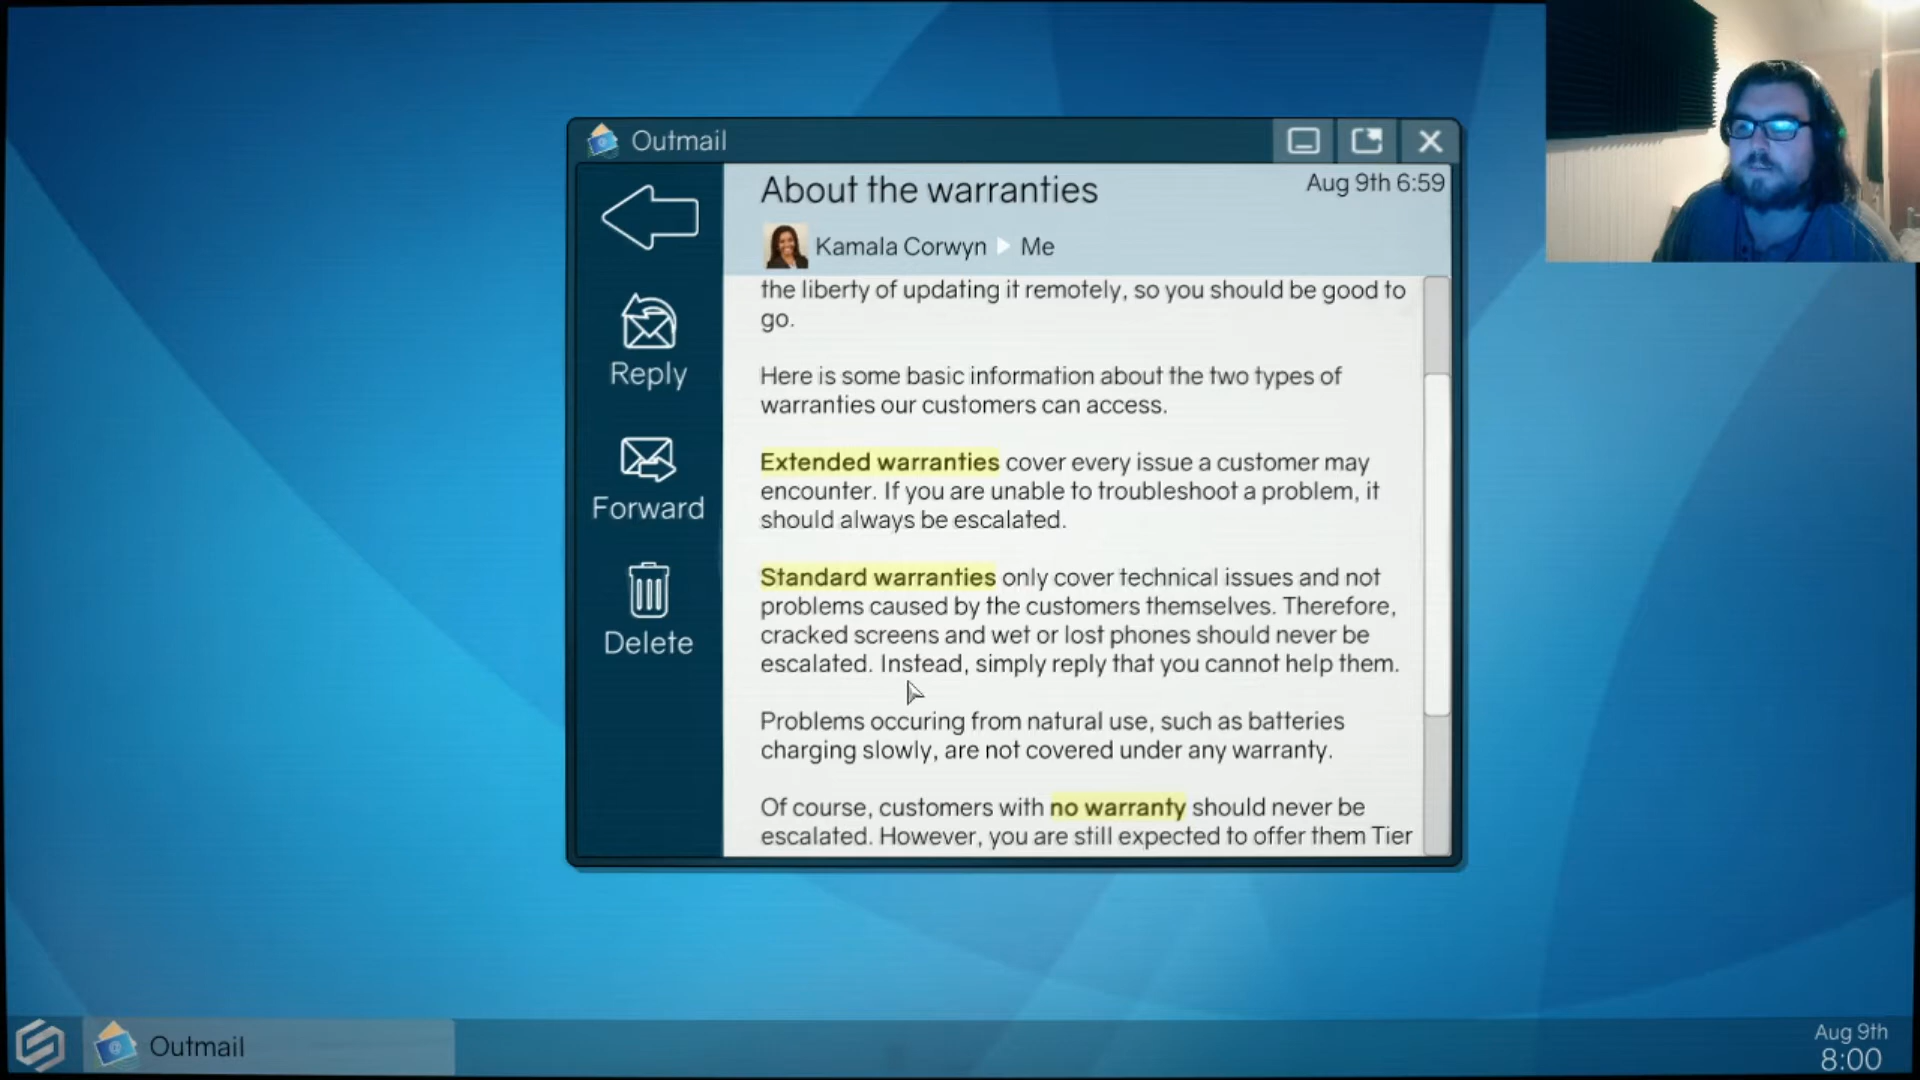 Outmail
About the warranties
Aug 9th 6:59
Kamala Corwyn Me
the liberty of updating it remotely, so you should be good to
go.
Here is some basic information about the two types of
warranties our customers can access.
Extended warranties cover every issue a customer may
encounter. If you are unable to troubleshoot a problem, it
should always be escalated.
Standard warranties only cover technical issues and not
problems caused by the customers themselves. Therefore,
cracked screens and wet or lost phones should never be
escalated. Instead, simply reply that you cannot help them.
Problems occuring from natural use, such as batteries
charging slowly, are not covered under any warranty.
Of course, customers with no warranty should never be
escalated. However, you are still expected to offer them Tier
Reply
Forward
Delete
Outmail
Aug 9th
8:00